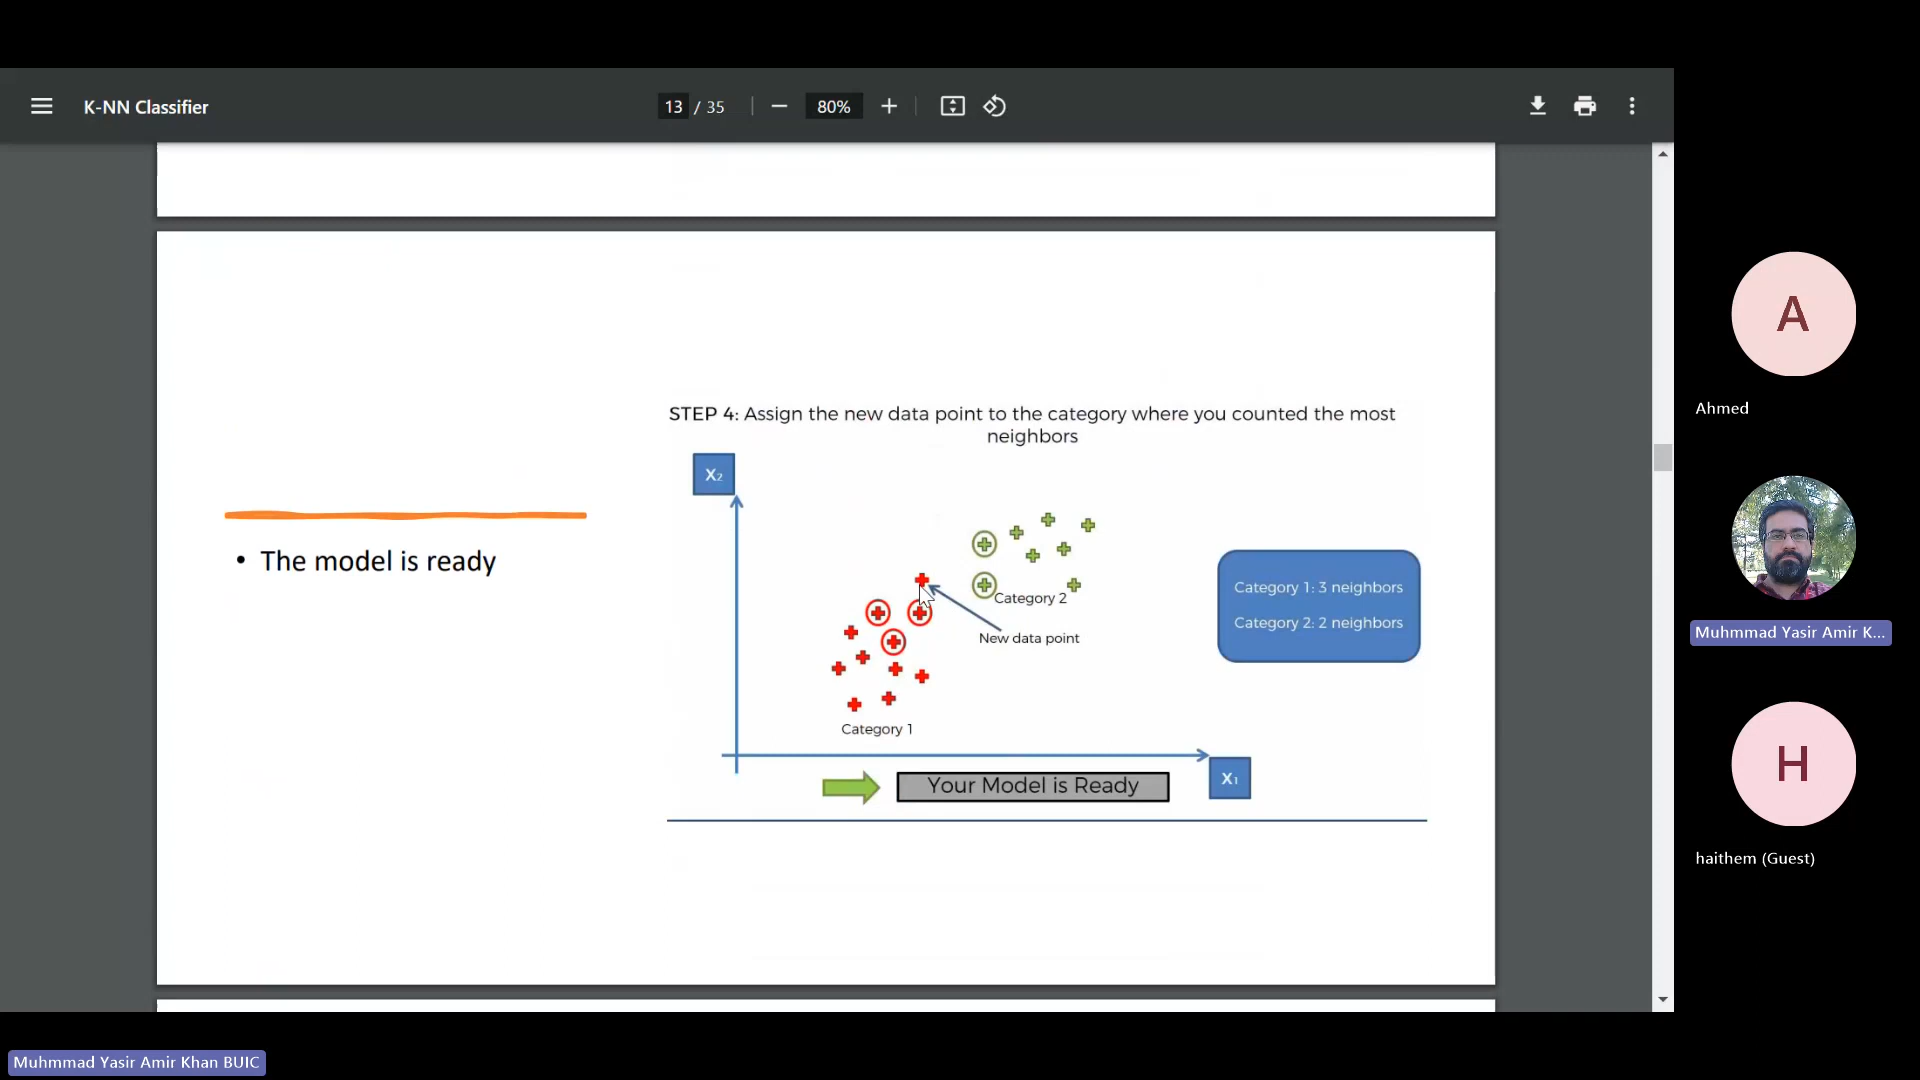 K-NN Classifier
13 / 35
80%
• The model is ready
STEP 4: Assign the new data point to the category where you counted the most
neighbors
X2
Category 2
New data point
Category 1: 3 neighbors
Category 2: 2 neighbors
Category 1
Your Model is Ready
X1
A
Ahmed
Muhmmad Yasir Amir K...
H
haithem (Guest)
Muhmmad Yasir Amir Khan BUIC